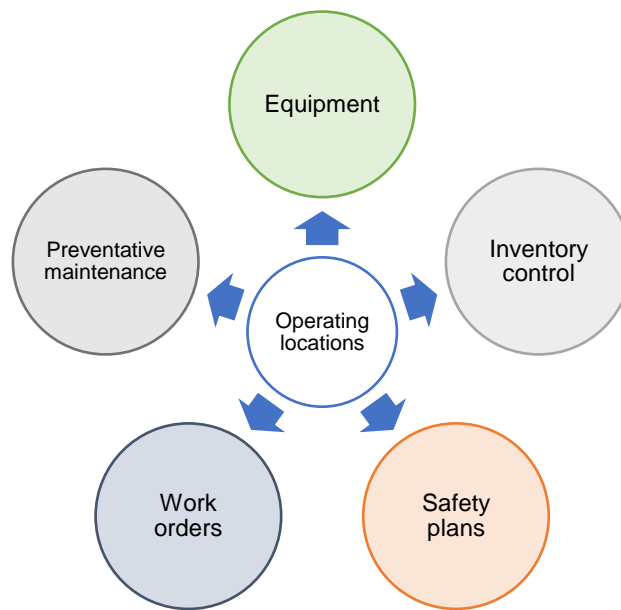 Equipment
Preventative
maintenance
Inventory
control
Operating
locations
Work
orders
Safety
plans